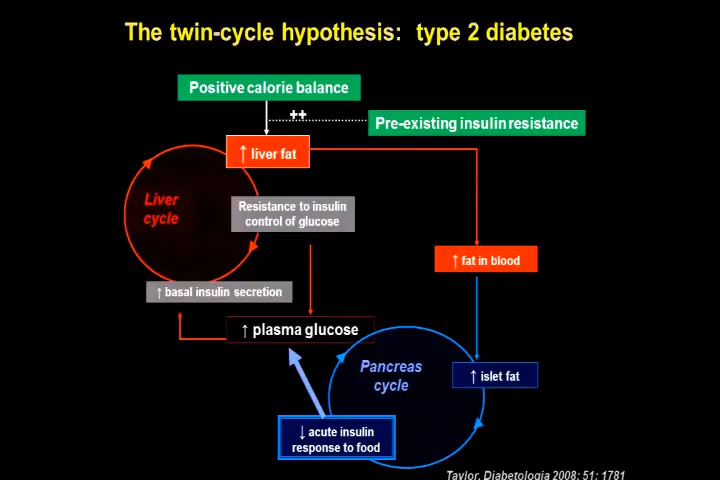 The twin-cycle hypothesis: type 2 diabetes
Positive calorie balance
++
Pre-existing insulin resistance
↑ liver fat
Liver
cycle
Resistance to insulin
control of glucose
↑ fat in blood
↑ basal insulin secretion
↑ plasma glucose
Pancreas
cycle
↑ islet fat
↓ acute insulin
response to food
Taylor, Diabetologia 2008; 51: 1781